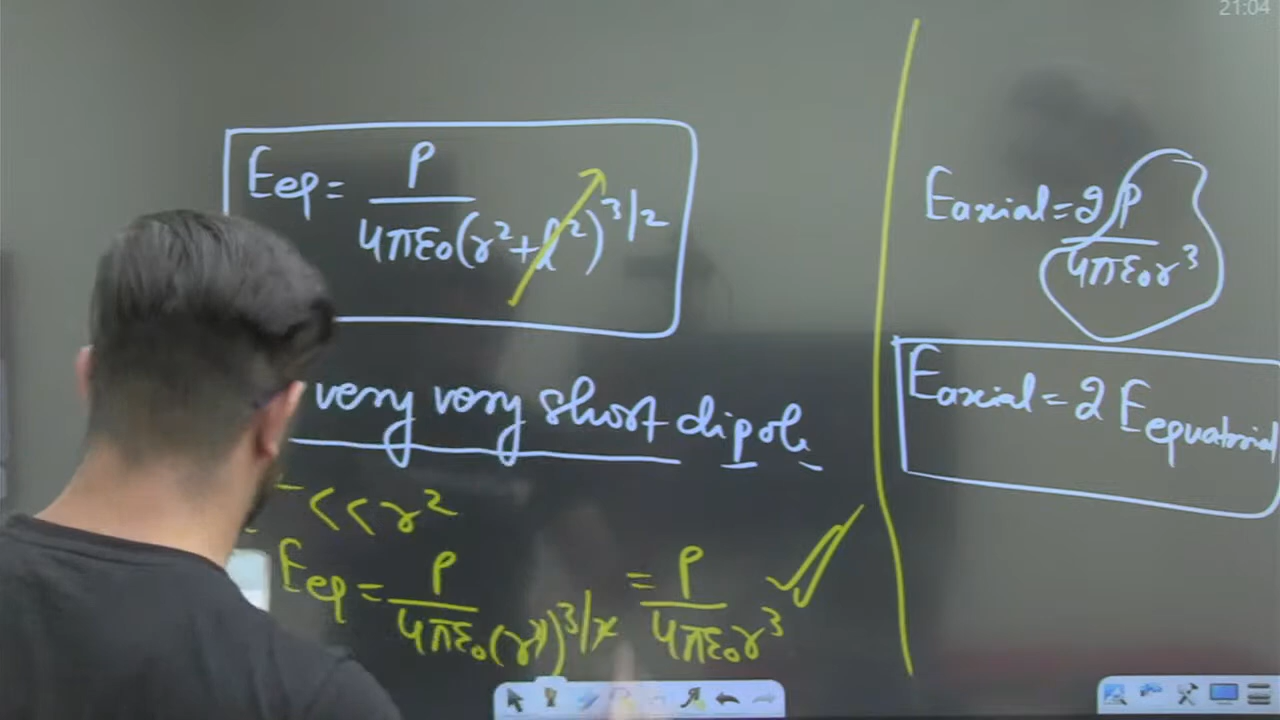 21:04
Eep = P / 4πε₀(r²+l²)^3/2
very very short dipole
<< r²
Eep = P / 4πε₀(r²)^3/2 = P / 4πε₀r³
Eaxial = 2P / 4πε₀r³
Eaxial = 2 Eequatorial